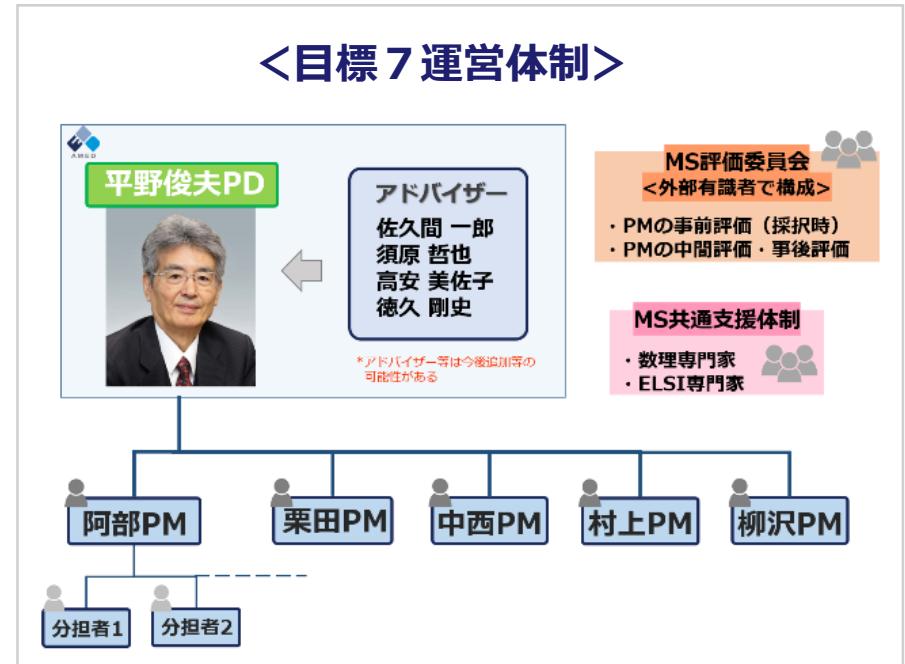 ＜目標７運営体制＞
AMED
平野俊夫PD
アドバイザー
佐久間 一郎
須原 哲也
高安 美佐子
徳久 剛史
*アドバイザー等は今後追加等の
可能性がある
MS評価委員会
<外部有識者で構成>
・PMの事前評価（採択時）
・PMの中間評価・事後評価
MS共通支援体制
・数理専門家
・ELSI専門家
阿部PM
栗田PM
中西PM
村上PM
柳沢PM
分担者1
分担者2